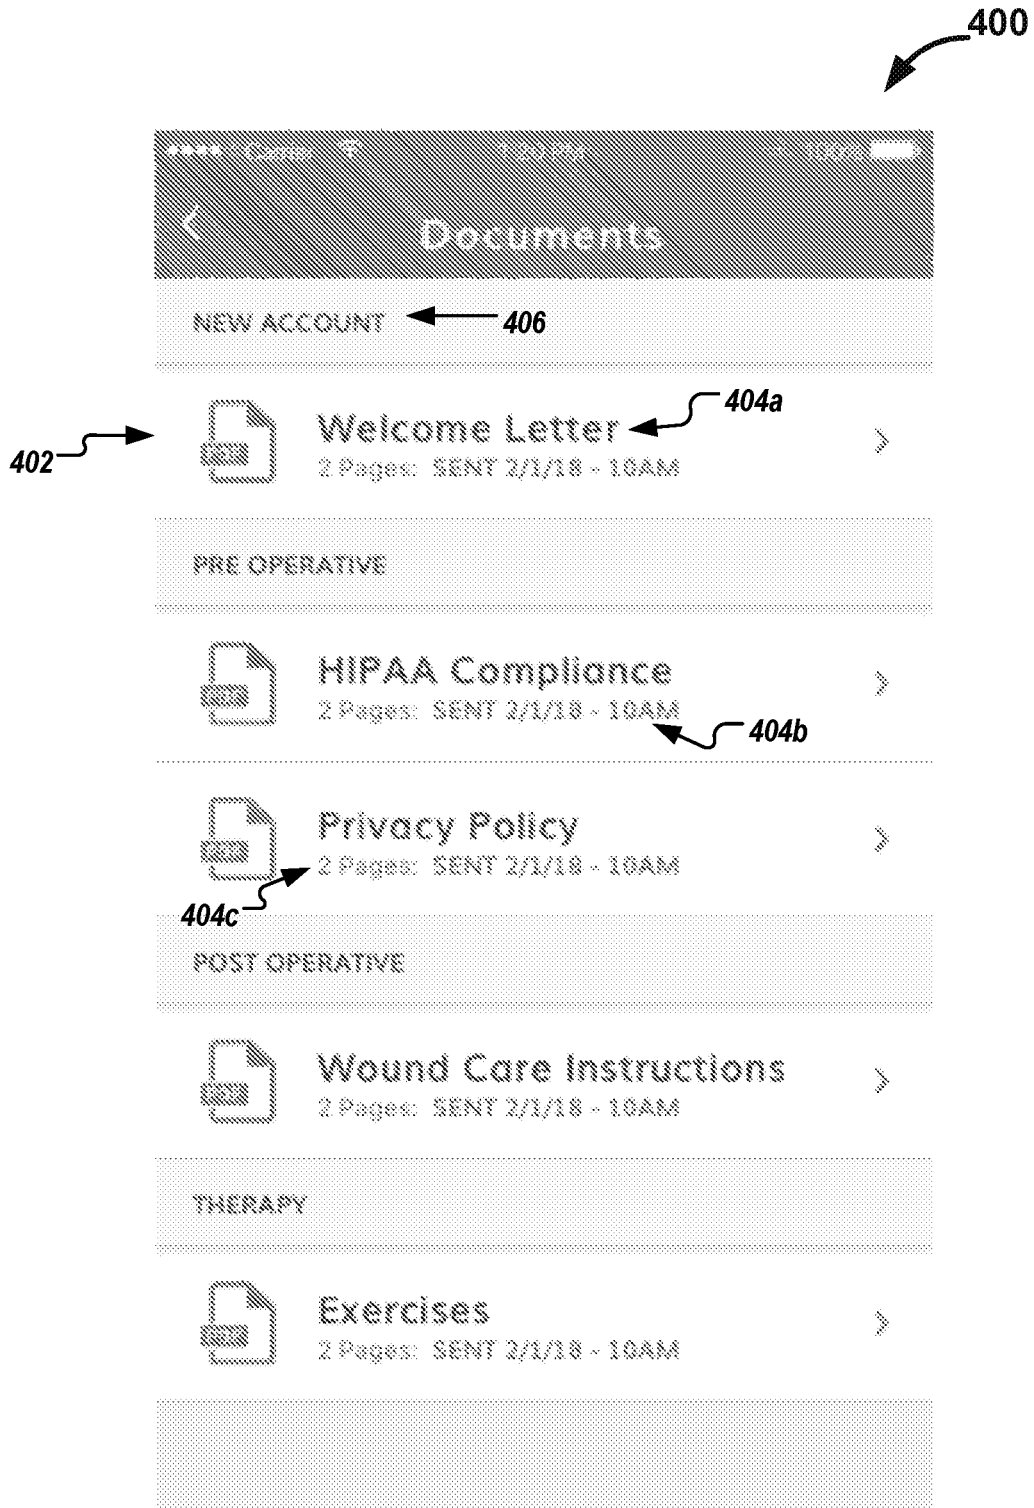 400
Documents
NEW ACCOUNT
406
Welcome Letter
404a
2 Pages: SENT 2/1/18 - 10AM
402
PRE OPERATIVE
HIPAA Compliance
2 Pages: SENT 2/1/18 - 10AM
404b
Privacy Policy
2 Pages: SENT 2/1/18 - 10AM
404c
POST OPERATIVE
Wound Care Instructions
2 Pages: SENT 2/1/18 - 10AM
THERAPY
Exercises
2 Pages: SENT 2/1/18 - 10AM